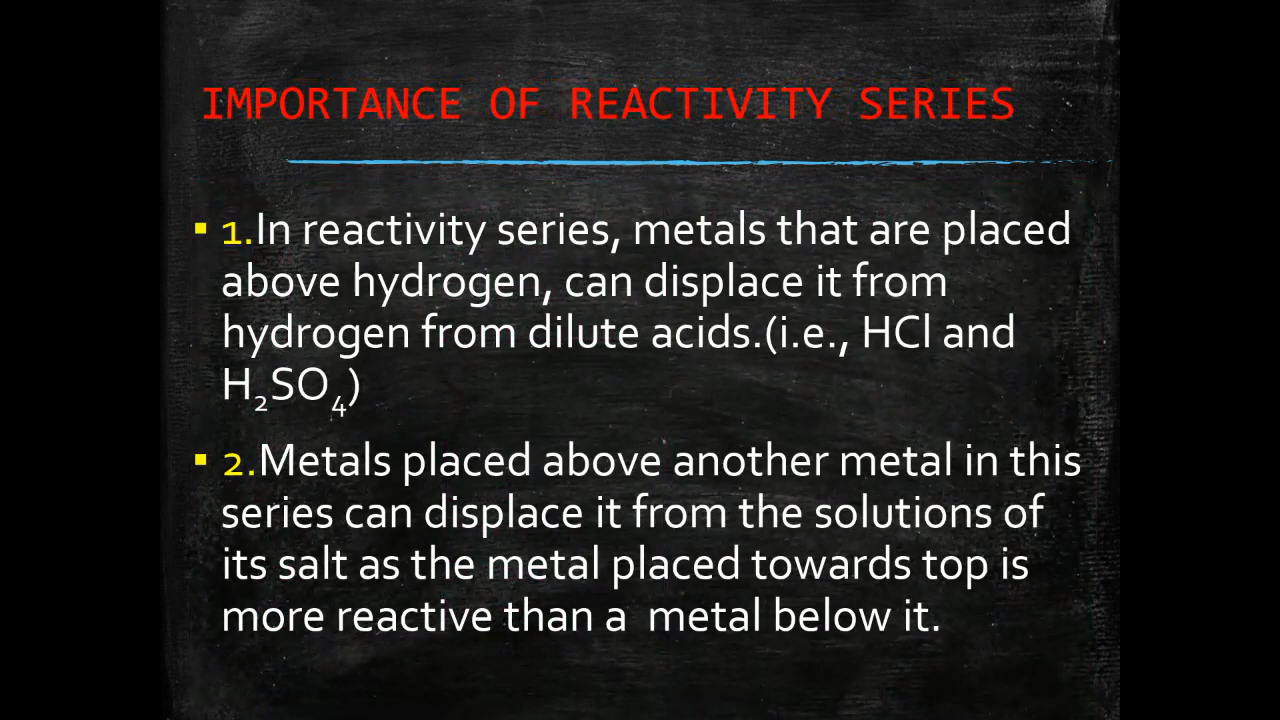 IMPORTANCE OF REACTIVITY SERIES
▪ 1.In reactivity series, metals that are placed
above hydrogen, can displace it from
hydrogen from dilute acids.(i.e., HCl and
H₂SO₄)
▪ 2.Metals placed above another metal in this
series can displace it from the solutions of
its salt as the metal placed towards top is
more reactive than a  metal below it.